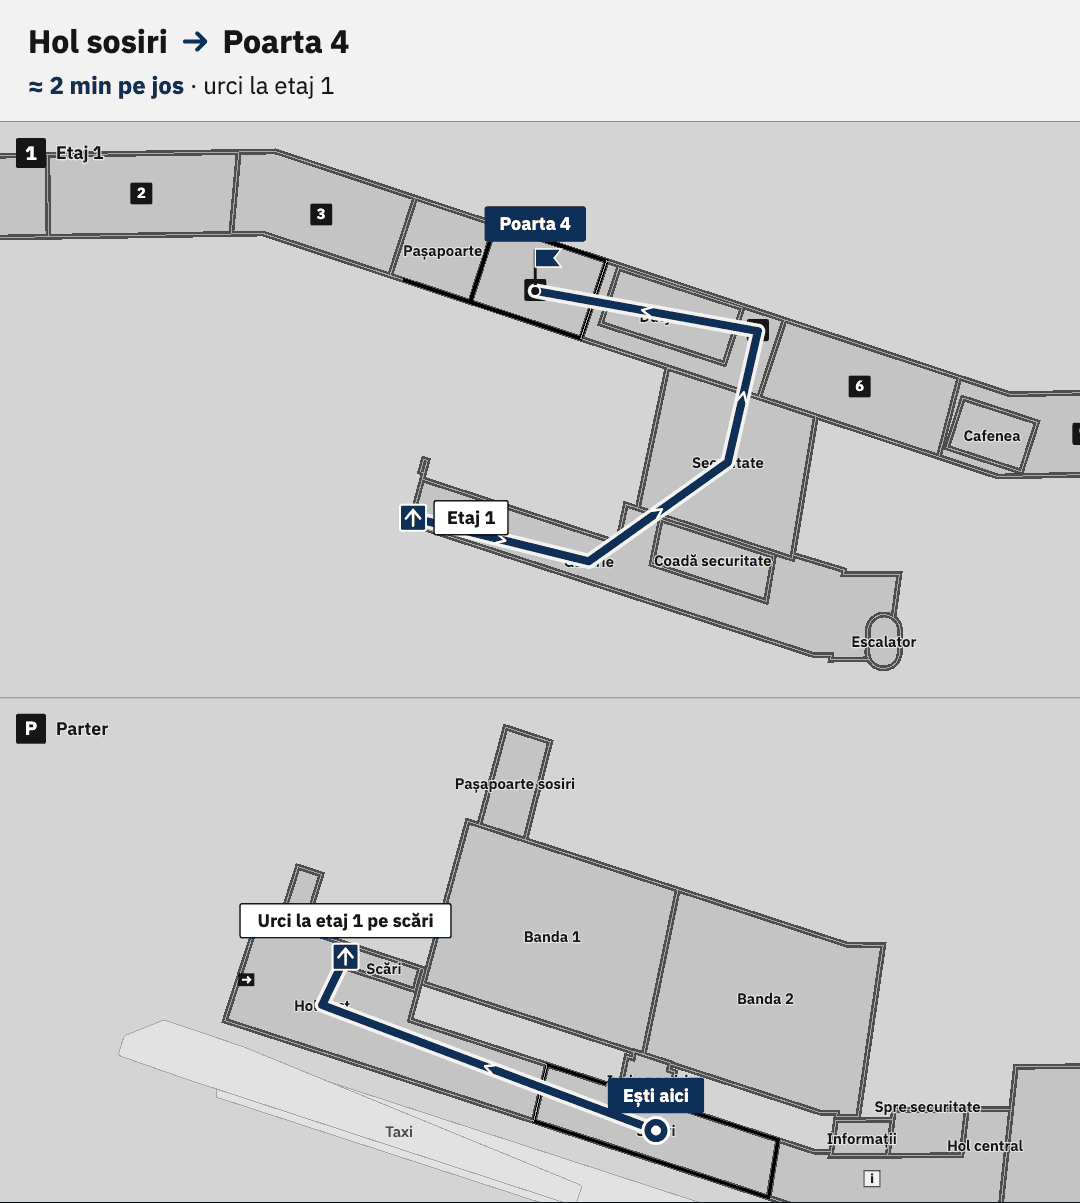 Hol sosiri → Poarta 4
≈ 2 min pe jos · urci la etaj 1
1 Etaj 1
2
3
Pașapoarte
Poarta 4
6
Cafenea
Securitate
Etaj 1
Coadă securitate
Escalator
P Parter
Pașapoarte sosiri
Urci la etaj 1 pe scări
Banda 1
Scări
Banda 2
Ești aici
Spre securitate
Taxi
Informații
Hol central
i